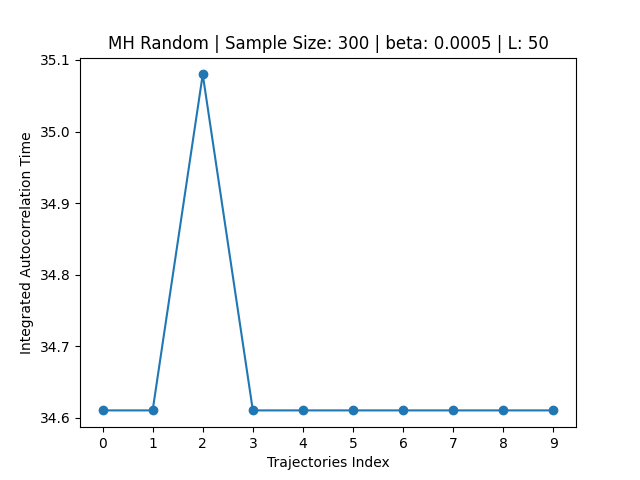 MH Random | Sample Size: 300 | beta: 0.0005 | L: 50
35.1
35.0
34.9
34.8
34.7
34.6
Integrated Autocorrelation Time
0 1 2 3 4 5 6 7 8 9
Trajectories Index